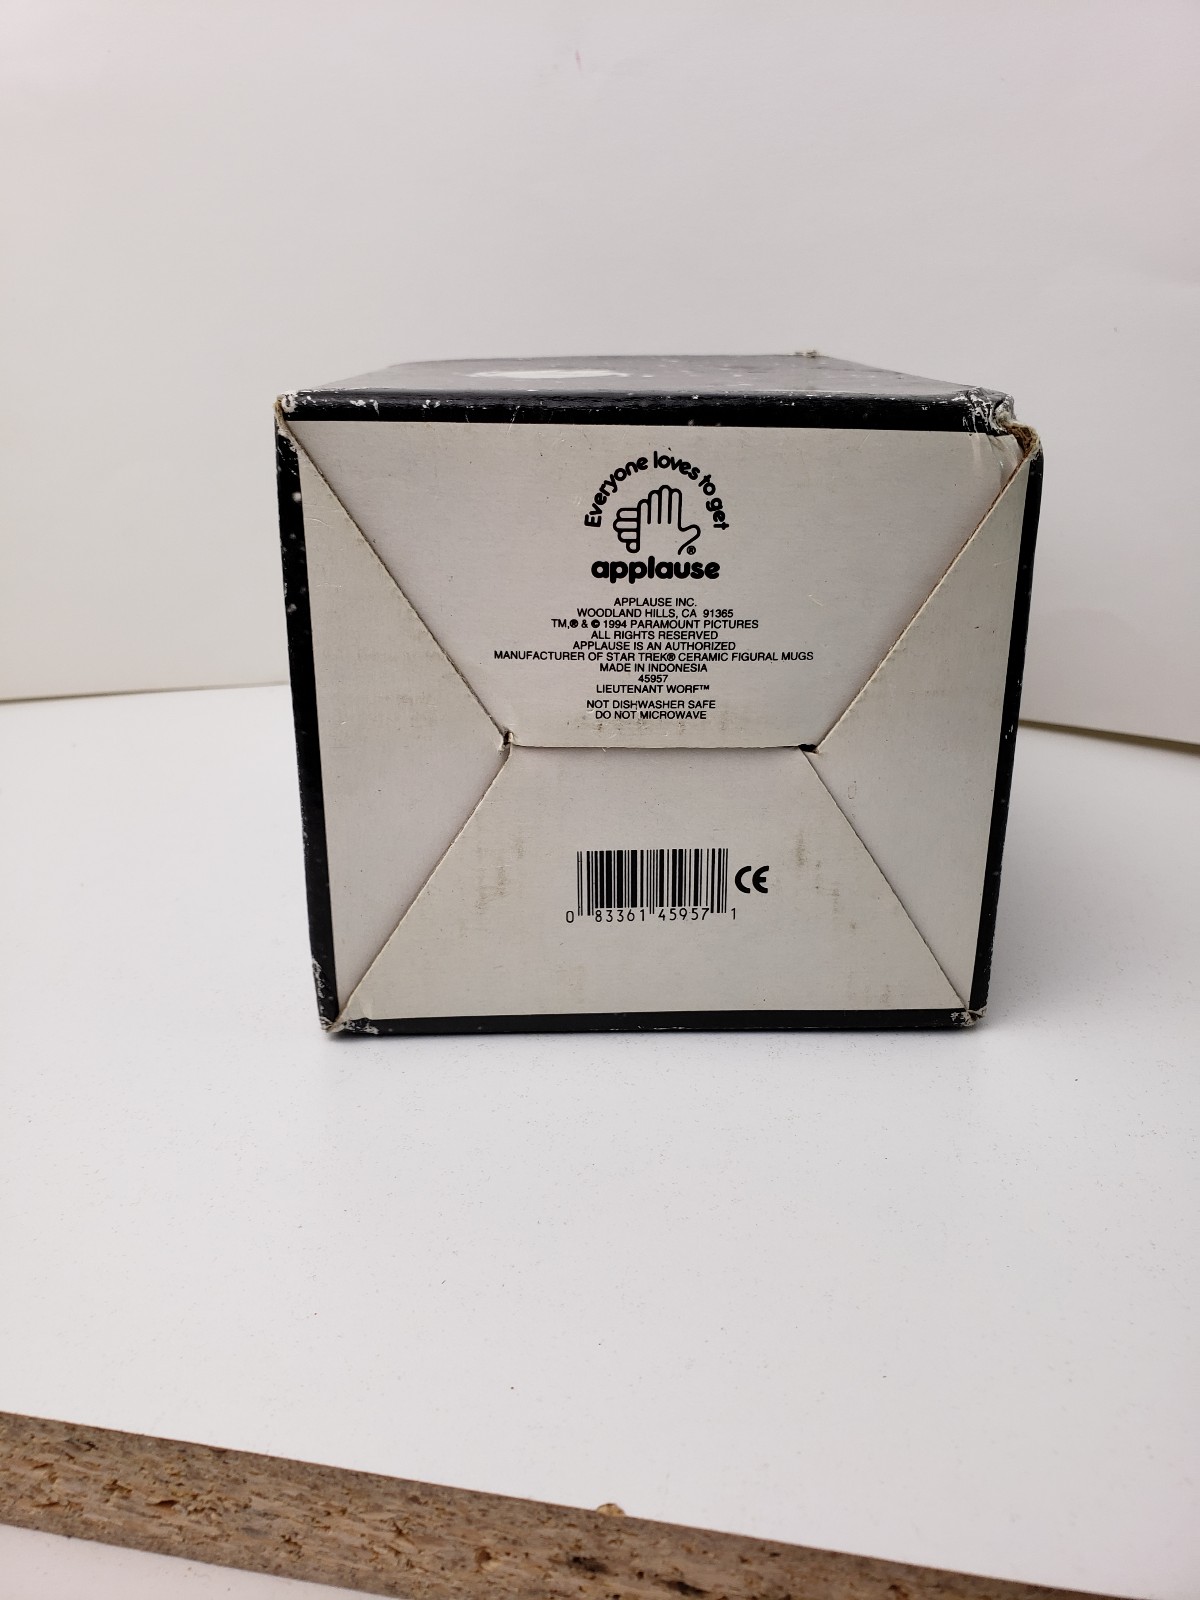 Everyone loves to get
®
applause
APPLAUSE INC.
WOODLAND HILLS, CA 91365
TM,® & © 1994 PARAMOUNT PICTURES
ALL RIGHTS RESERVED
APPLAUSE IS AN AUTHORIZED
MANUFACTURER OF STAR TREK® CERAMIC FIGURAL MUGS
MADE IN INDONESIA
45957
LIEUTENANT WORF™
NOT DISHWASHER SAFE
DO NOT MICROWAVE
CE
0 83361 45957 1